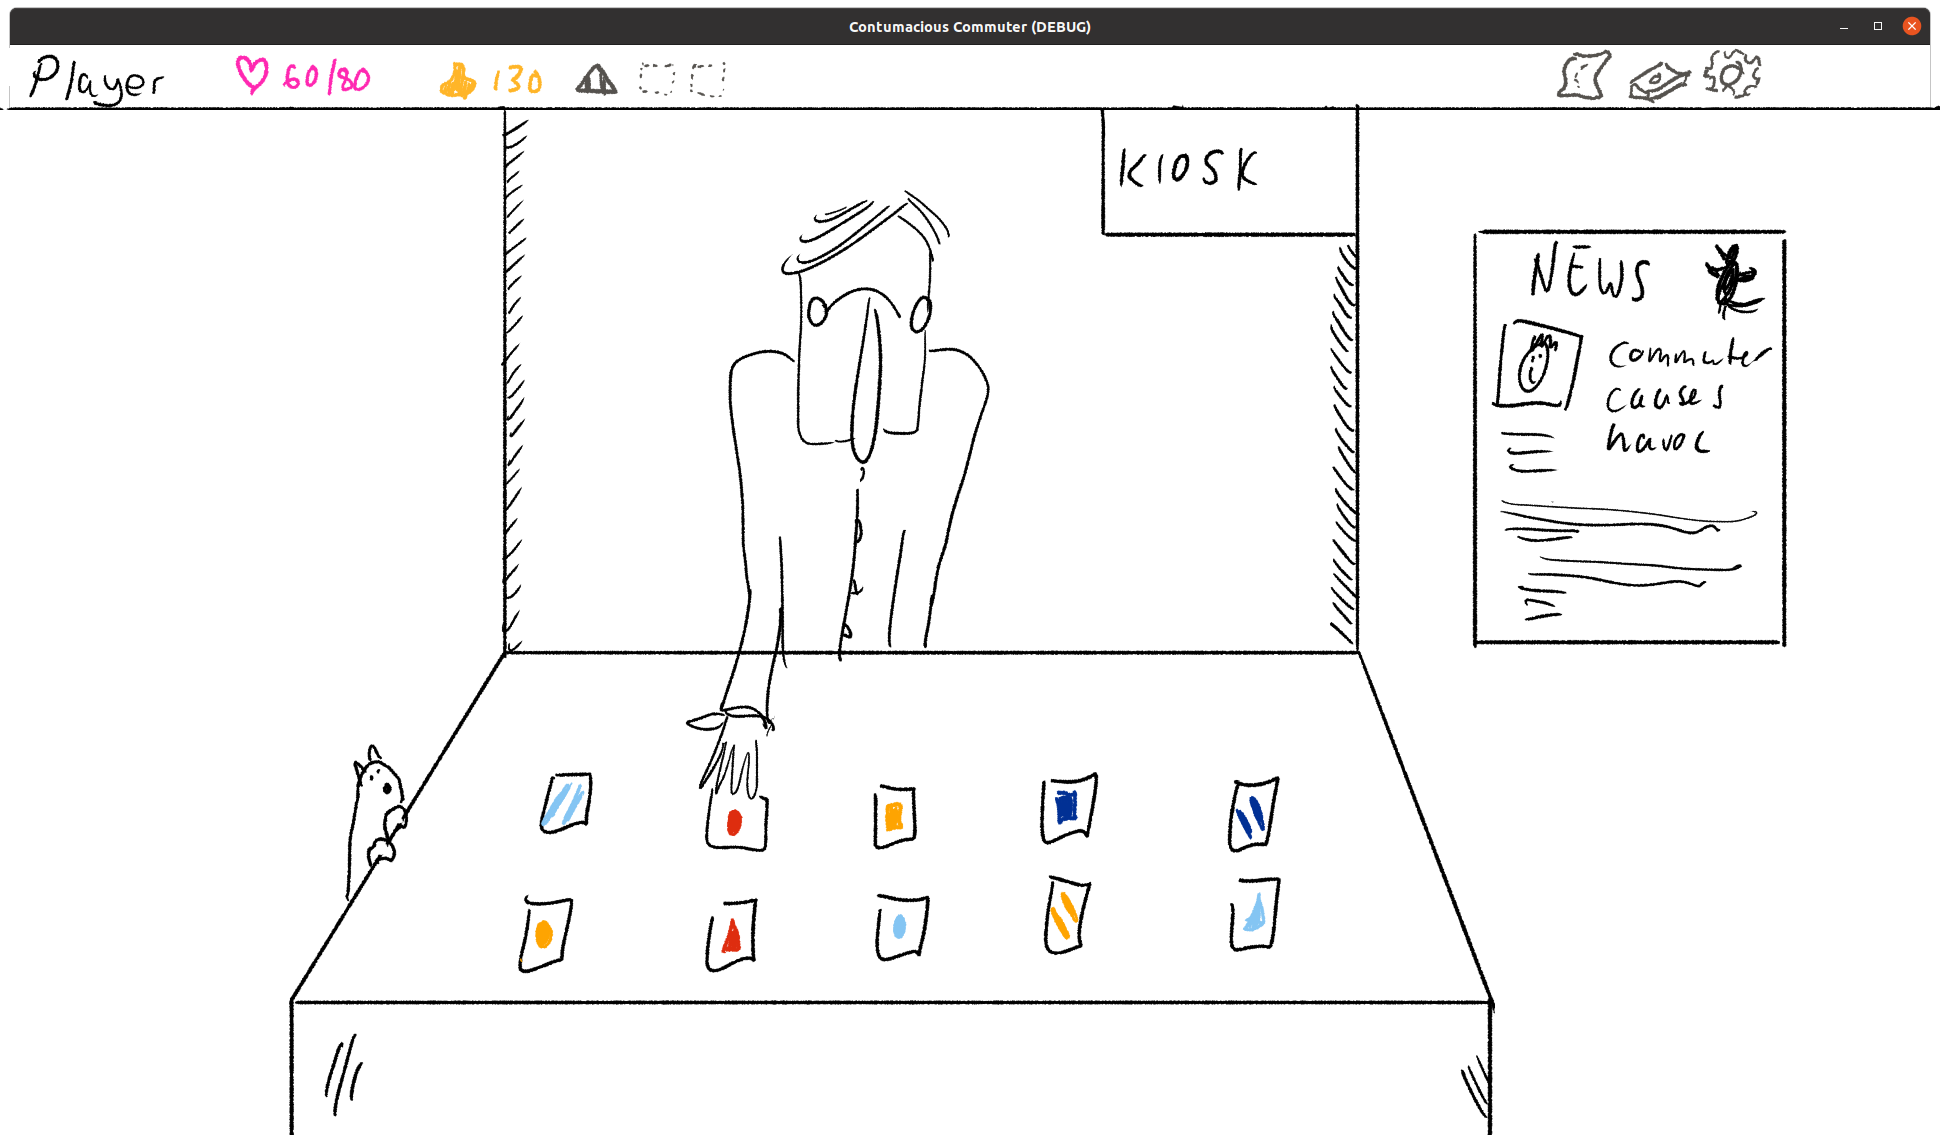 Contumacious Commuter (DEBUG)
Player 60/80 130
KIOSK
NEWS
commuter
causes
havoc